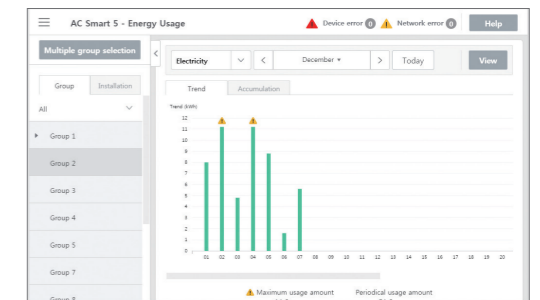 AC Smart 5 - Energy Usage
Device error 0
Network error 0
Help
Multiple group selection
Group
Installation
All
Group 1
Group 2
Group 3
Group 4
Group 5
Group 7
Group 8
Electricity
December
Today
View
Trend
Accumulation
Trend (kWh)
12
11
10
9
8
7
6
5
4
3
2
1
0
01 02 03 04 05 06 07 08 09 10 11 12 13 14 15 16 17 18 19 20
Maximum usage amount
Periodical usage amount